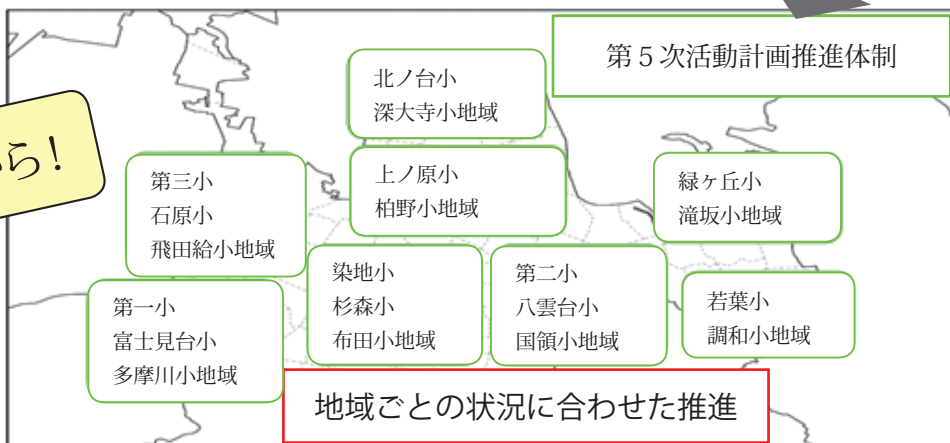 第５次活動計画推進体制
北ノ台小
深大寺小地域
ら！
上ノ原小
柏野小地域
緑ヶ丘小
滝坂小地域
第三小
石原小
飛田給小地域
染地小
杉森小
布田小地域
第二小
八雲台小
国領小地域
若葉小
調和小地域
第一小
富士見台小
多摩川小地域
地域ごとの状況に合わせた推進